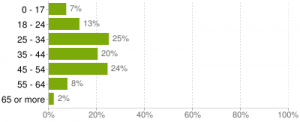 0 - 17 7%
18 - 24 13%
25 - 34 25%
35 - 44 20%
45 - 54 24%
55 - 64 8%
65 or more 2%
0% 20% 40% 60% 80% 100%